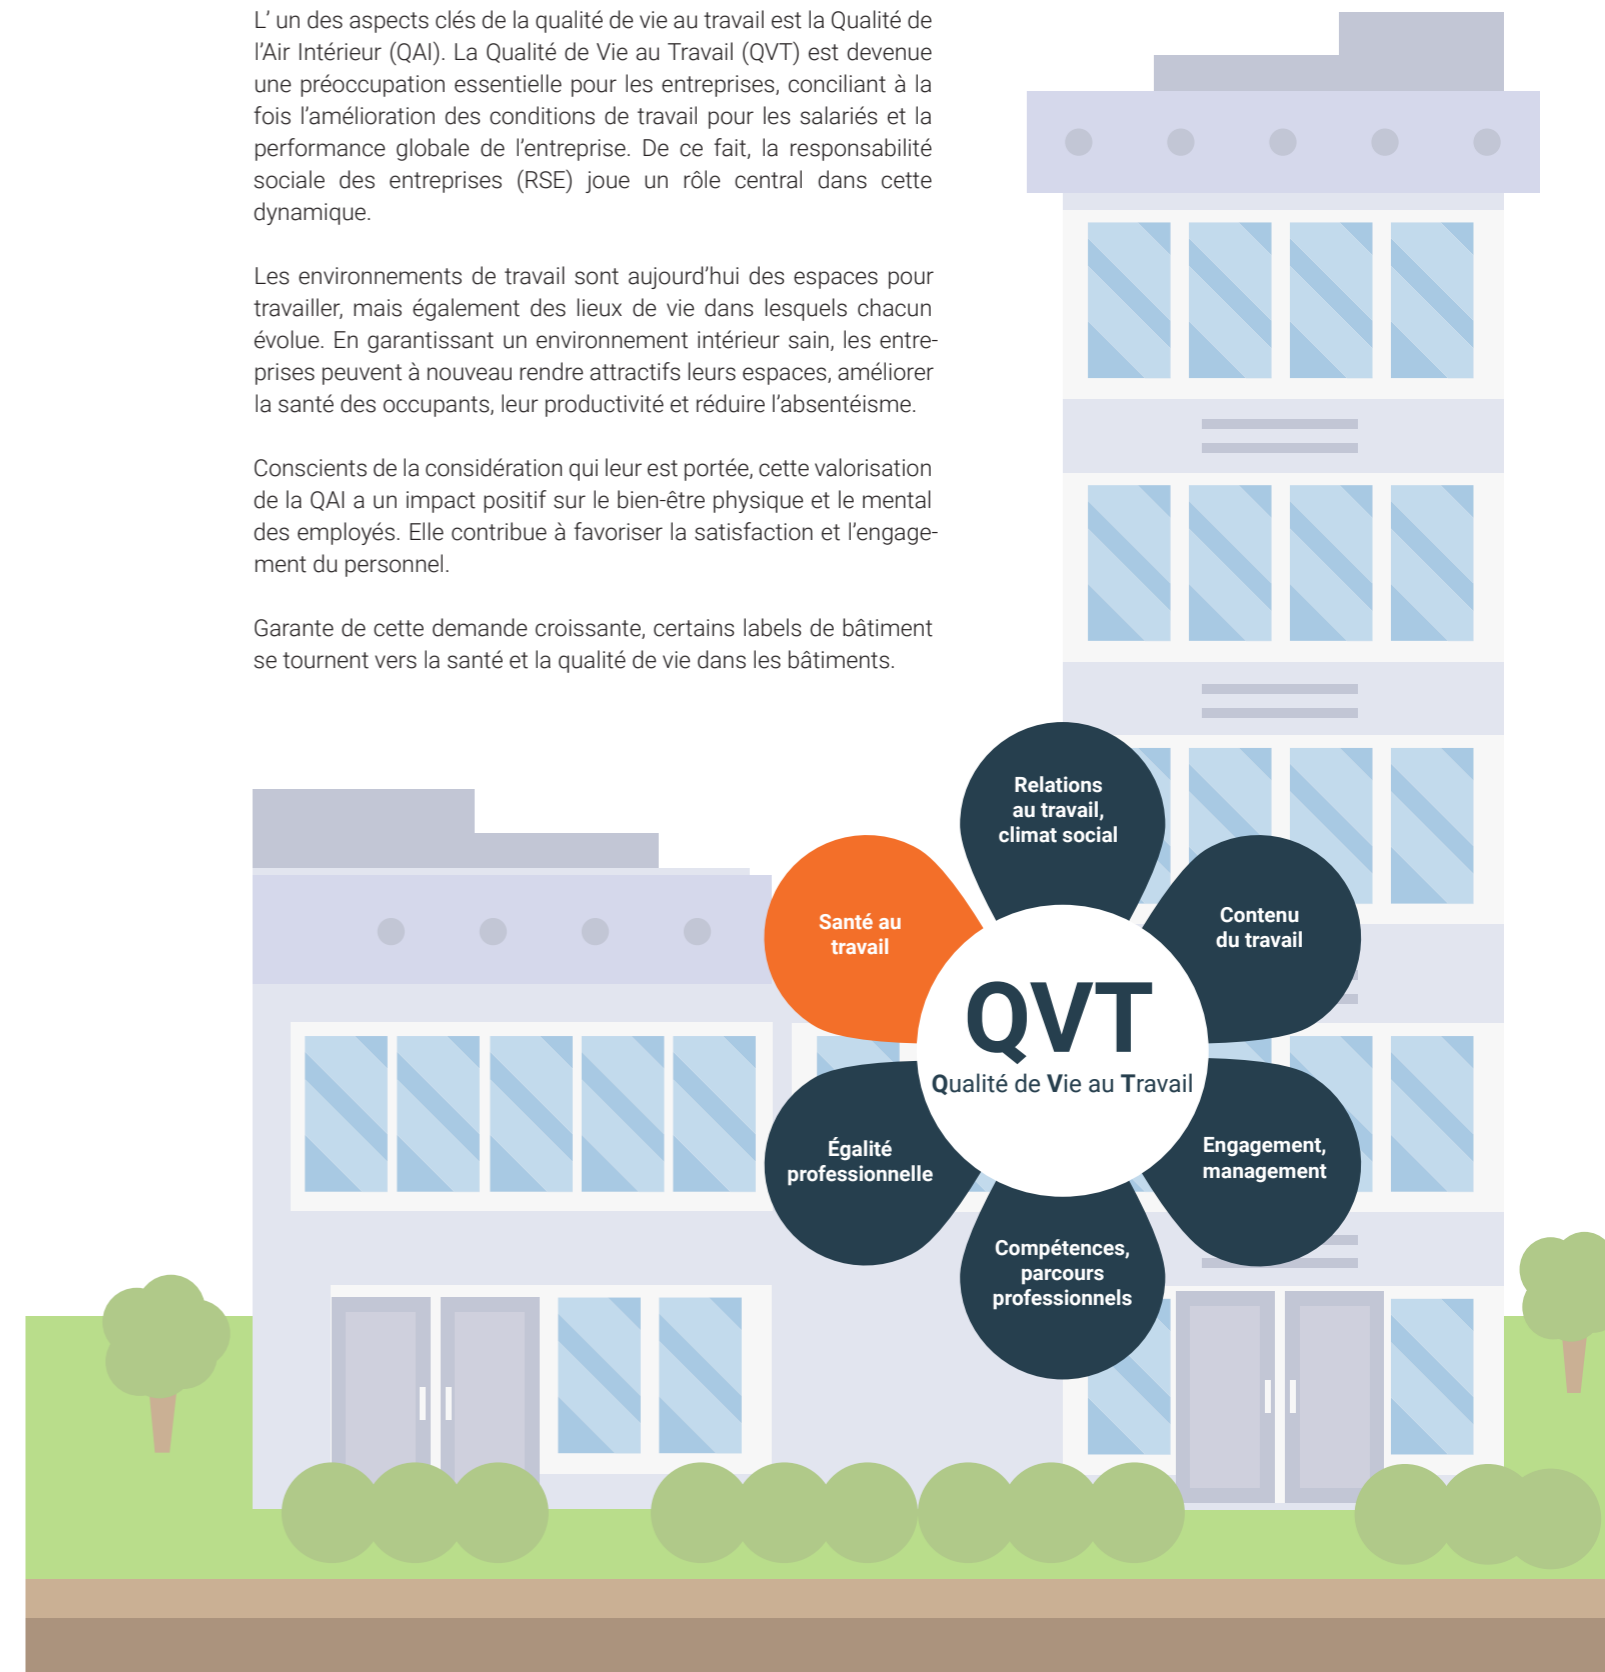 L’ un des aspects clés de la qualité de vie au travail est la Qualité de
l’Air Intérieur (QAI). La Qualité de Vie au Travail (QVT) est devenue
une préoccupation essentielle pour les entreprises, conciliant à la
fois l’amélioration des conditions de travail pour les salariés et la
performance globale de l’entreprise. De ce fait, la responsabilité
sociale des entreprises (RSE) joue un rôle central dans cette
dynamique.
Les environnements de travail sont aujourd’hui des espaces pour
travailler, mais également des lieux de vie dans lesquels chacun
évolue. En garantissant un environnement intérieur sain, les entre-
prises peuvent à nouveau rendre attractifs leurs espaces, améliorer
la santé des occupants, leur productivité et réduire l’absentéisme.
Conscients de la considération qui leur est portée, cette valorisation
de la QAI a un impact positif sur le bien-être physique et le mental
des employés. Elle contribue à favoriser la satisfaction et l’engage-
ment du personnel.
Garante de cette demande croissante, certains labels de bâtiment
se tournent vers la santé et la qualité de vie dans les bâtiments.
Relations
au travail,
climat social
Santé au
travail
Contenu
du travail
QVT
Qualité de Vie au Travail
Égalité
professionnelle
Engagement,
management
Compétences,
parcours
professionnels